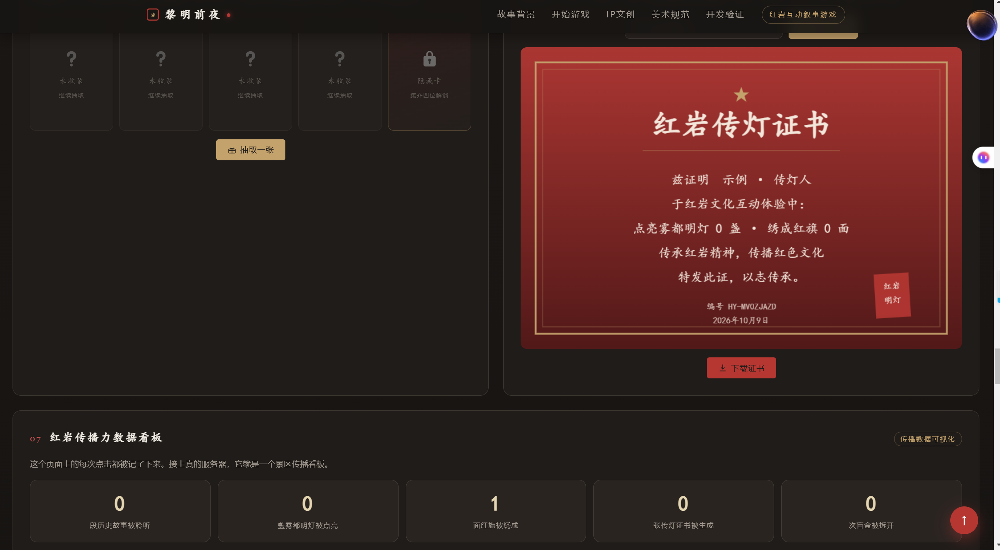 岩 黎明前夜
故事背景 开始游戏 IP文创 美术规范 开发验证 红岩互动叙事游戏
? ? ? ?
未收录 未收录 未收录 未收录 隐藏卡
继续抽取 继续抽取 继续抽取 继续抽取 集齐四位解锁
抽取一张
红岩传灯证书
兹证明 示例 · 传灯人
于红岩文化互动体验中：
点亮雾都明灯 0 盏 · 绣成红旗 0 面
传承红岩精神，传播红色文化
特发此证，以志传承。
红岩
明灯
编号 HY-MVOZJAZD
2026年10月9日
下载证书
07 红岩传播力数据看板
传播数据可视化
这个页面上的每次点击都被记了下来。接上真的服务器，它就是一个景区传播看板。
0 0 1 0 0
段历史故事被聆听 盏雾都明灯被点亮 面红旗被绣成 张传灯证书被生成 次盲盒被拆开